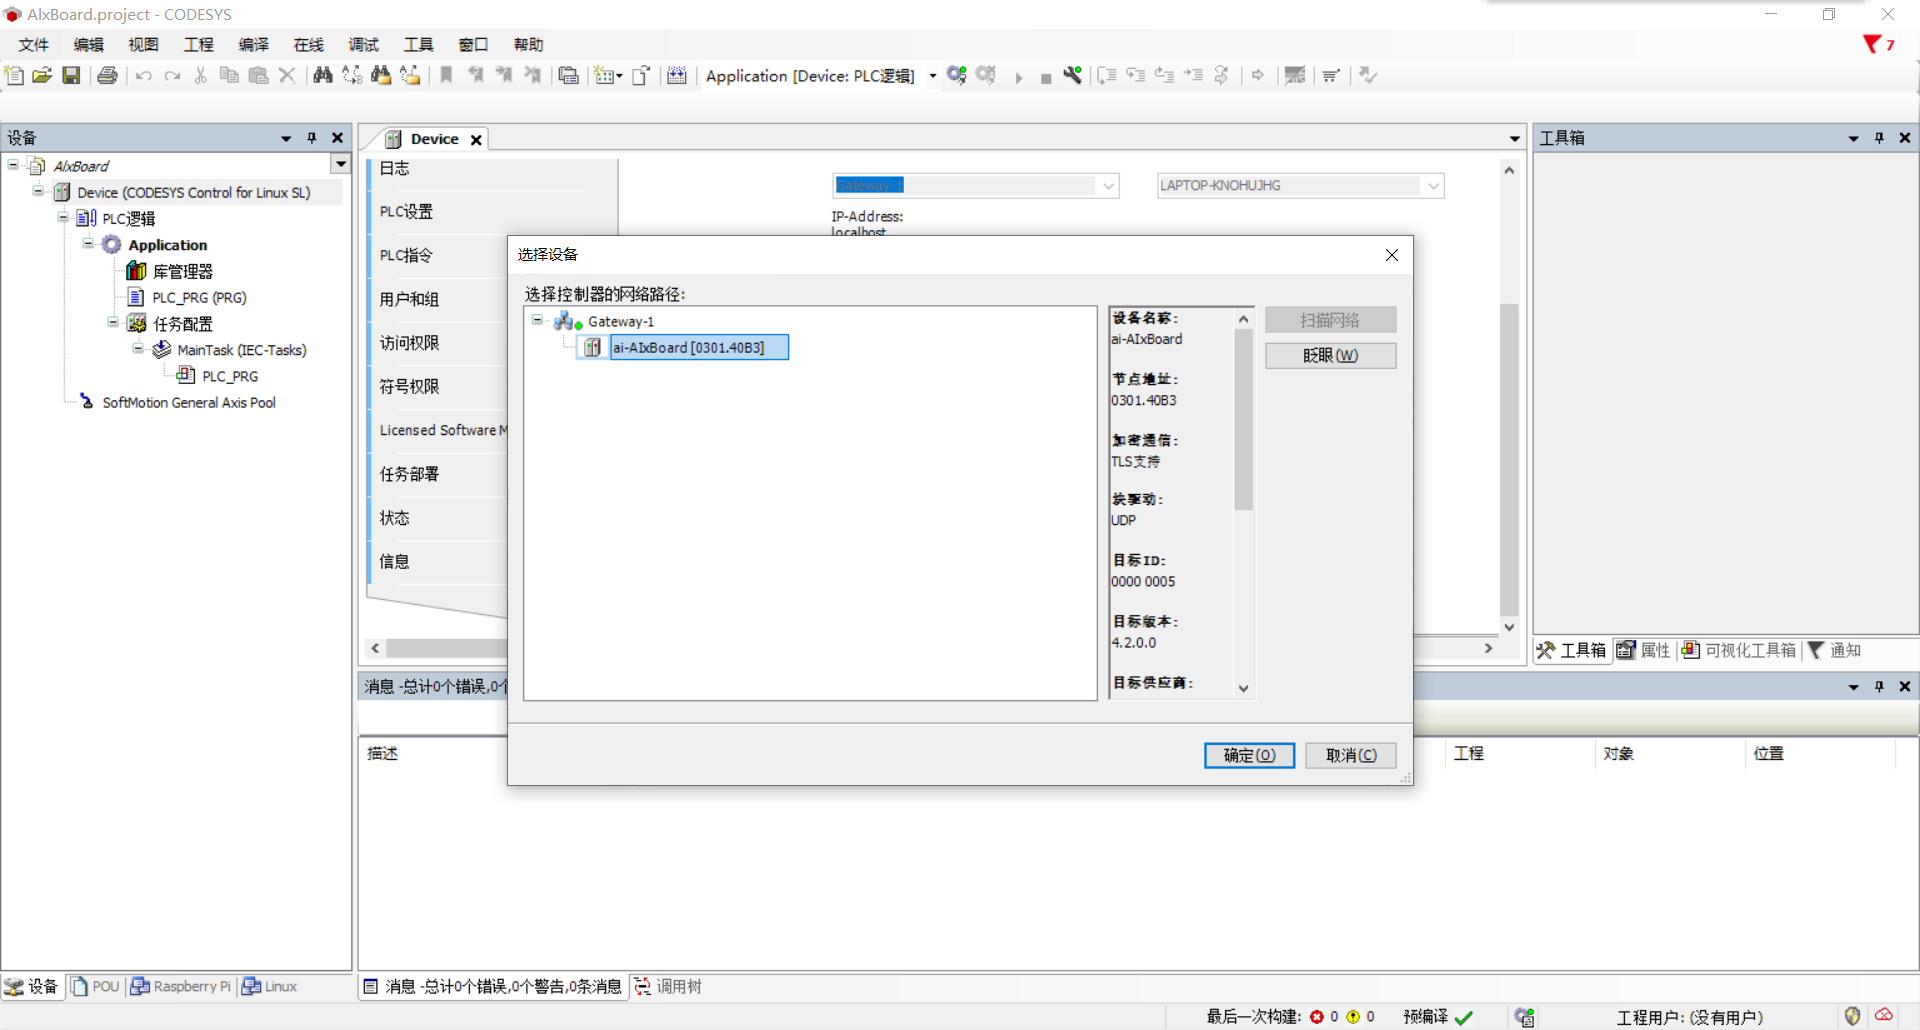 AlxBoard.project - CODESYS
文件 编辑 视图 工程 编译 在线 调试 工具 窗口 帮助
7
Application [Device: PLC逻辑]
设备
AlxBoard
Device (CODESYS Control for Linux SL)
PLC逻辑
Application
库管理器
PLC_PRG (PRG)
任务配置
MainTask (IEC-Tasks)
PLC_PRG
SoftMotion General Axis Pool
Device
日志
PLC设置
PLC指令
用户和组
访问权限
符号权限
Licensed Software M
任务部署
状态
信息
Gateway-1
LAPTOP-KNOHUJHG
IP-Address:
localhost
选择设备
选择控制器的网络路径:
Gateway-1
ai-AIxBoard [0301.40B3]
设备名称:
ai-AIxBoard
节点地址:
0301.40B3
加密通信:
TLS支持
块驱动:
UDP
目标ID:
0000 0005
目标版本:
4.2.0.0
目标供应商:
扫描网络
眨眼(W)
确定(O)
取消(C)
工具箱
工具箱 属性 可视化工具箱 通知
消息 -总计0个错误,0个
描述 工程 对象 位置
设备 POU Raspberry Pi Linux
消息 -总计0个错误,0个警告,0条消息 调用树
最后一次构建: 0 0 预编译 工程用户: (没有用户)